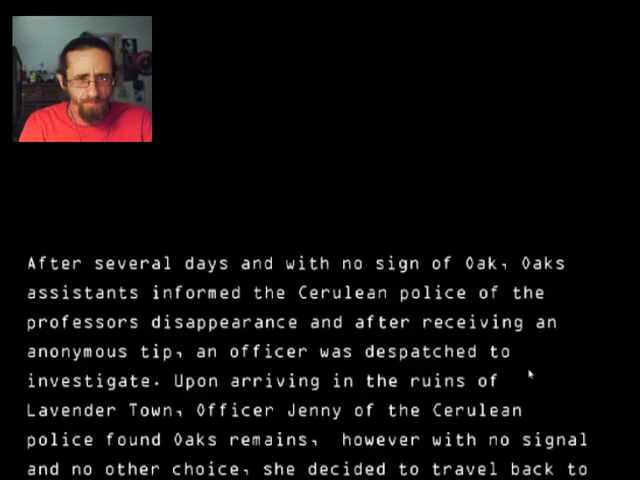 After several days and with no sign of Oak, Oaks
assistants informed the Cerulean police of the
professors disappearance and after receiving an
anonymous tip, an officer was despatched to
investigate. Upon arriving in the ruins of
Lavender Town, Officer Jenny of the Cerulean
police found Oaks remains,  however with no signal
and no other choice, she decided to travel back to